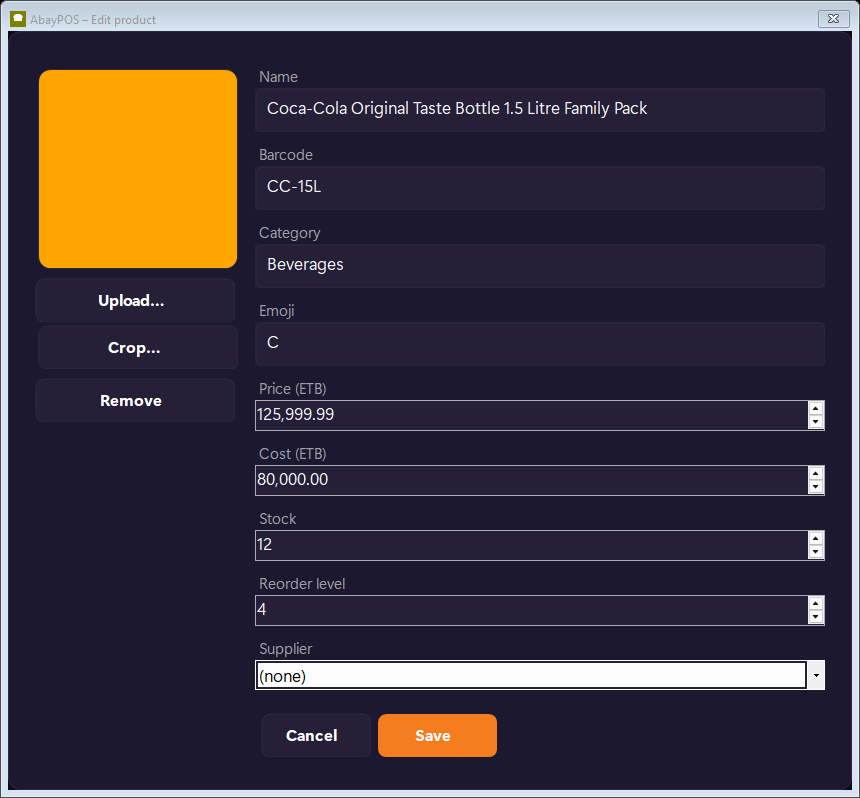 AbayPOS – Edit product
Name
Coca-Cola Original Taste Bottle 1.5 Litre Family Pack
Barcode
CC-15L
Category
Beverages
Emoji
C
Upload...
Crop...
Remove
Price (ETB)
125,999.99
Cost (ETB)
80,000.00
Stock
12
Reorder level
4
Supplier
(none)
Cancel
Save